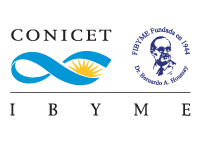 CONICET
FIBYME Fundada en 1944
Dr. Bernardo A. Houssay
IBYME